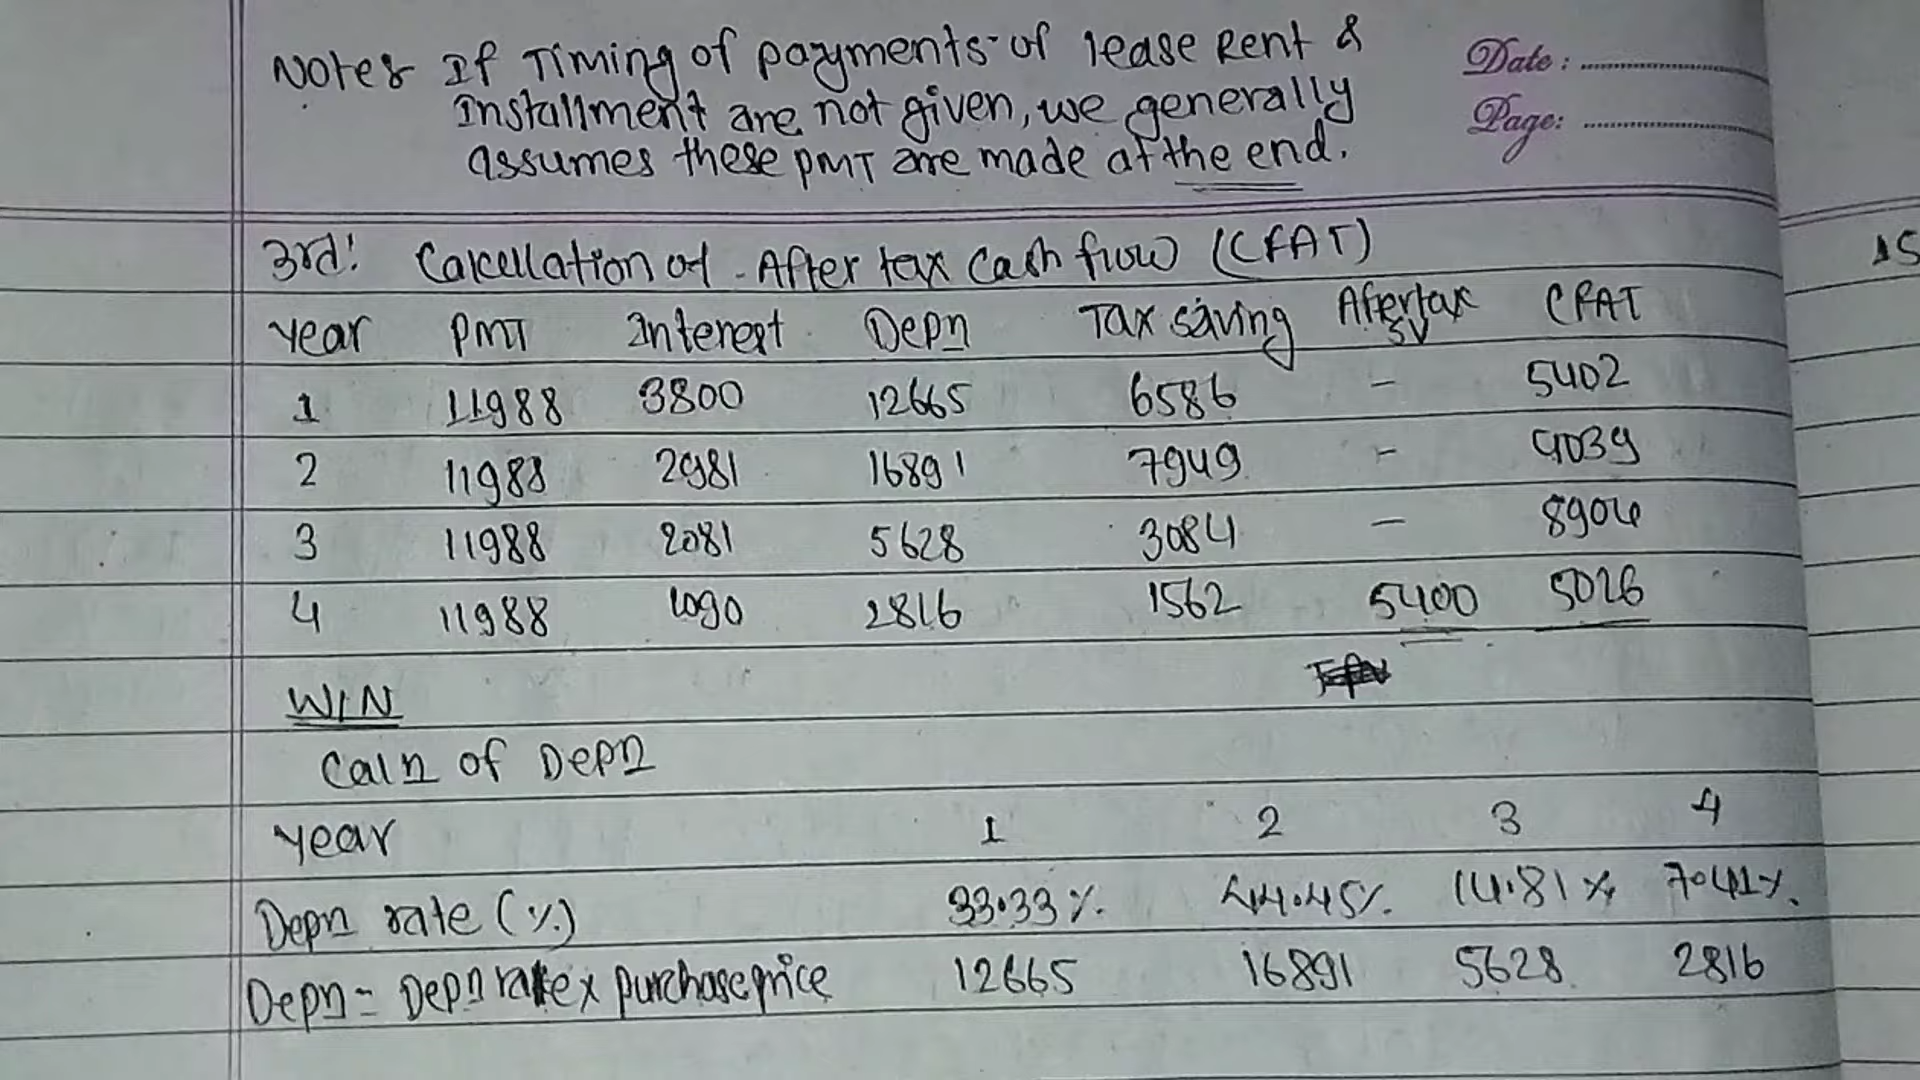 Notes If Timing of payments of lease Rent &
Installment are not given, we generally
assumes these PMT are made at the end.
Date :
Page:
3rd: Calcullation of After tax Cash flow (CFAT)
15
Year PMT Interest Depn Tax saving Aftertax SV CFAT
1 11988 3800 12665 6586 - 5402
2 11988 2981 16891 7949 - 4039
3 11988 2081 5628 3084 - 8904
4 11988 1090 2816 1562 5400 5026
W/N
Caln of Depn
Year 1 2 3 4
Depn rate (%) 33.33% 44.45% 14.81% 7.41%
Depn = Depn rate x purchase price 12665 16891 5628 2816